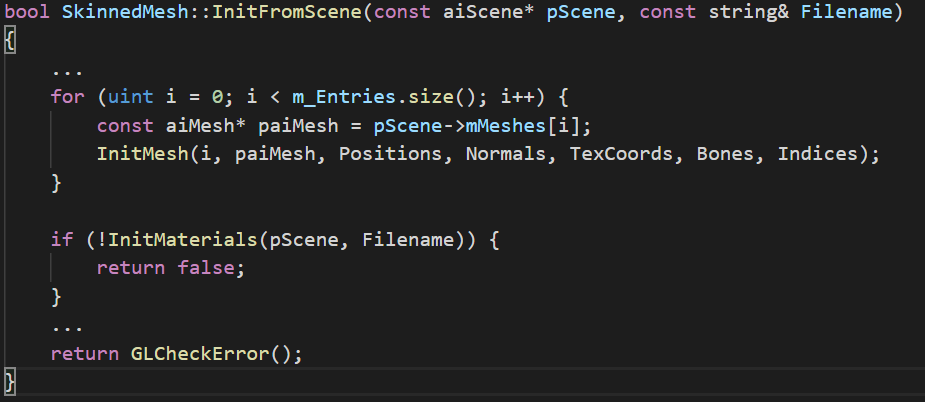 bool SkinnedMesh::InitFromScene(const aiScene* pScene, const string& Filename)
{
    ...
    for (uint i = 0; i < m_Entries.size(); i++) {
        const aiMesh* paiMesh = pScene->mMeshes[i];
        InitMesh(i, paiMesh, Positions, Normals, TexCoords, Bones, Indices);
    }

    if (!InitMaterials(pScene, Filename)) {
        return false;
    }
    ...
    return GLCheckError();
}